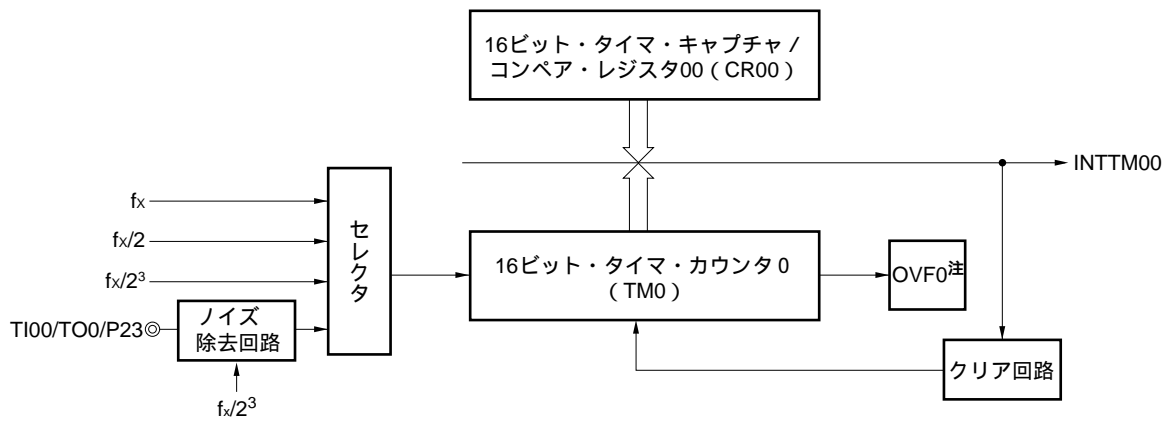 16ビット・タイマ・キャプチャ/
コンペア・レジスタ00(CR00)
INTTM00
fx
fx/2
fx/2³
TI00/TO0/P23
ノイズ
除去回路
fx/2³
セレクタ
16ビット・タイマ・カウンタ0
(TM0)
OVF0注
クリア回路